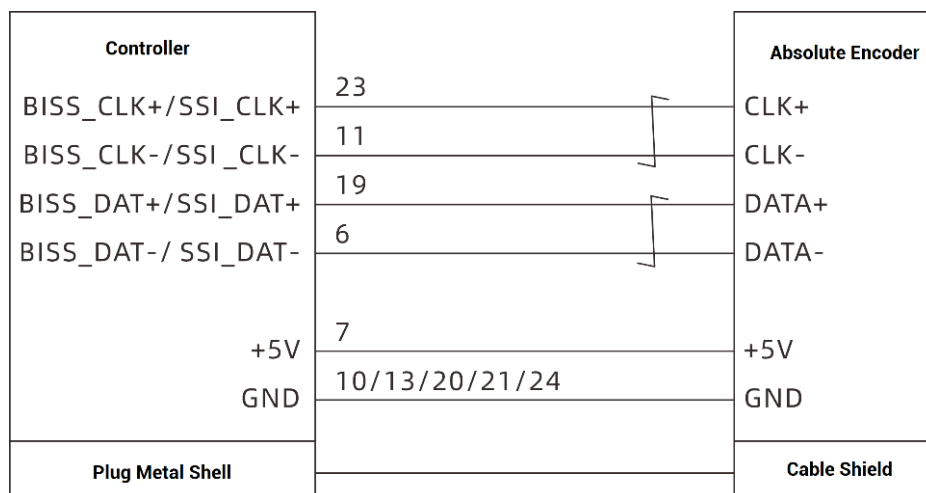 Controller
Absolute Encoder
BISS_CLK+/SSI_CLK+ 23 CLK+
BISS_CLK-/SSI_CLK- 11 CLK-
BISS_DAT+/SSI_DAT+ 19 DATA+
BISS_DAT-/ SSI_DAT- 6 DATA-
+5V 7 +5V
GND 10/13/20/21/24 GND
Plug Metal Shell
Cable Shield